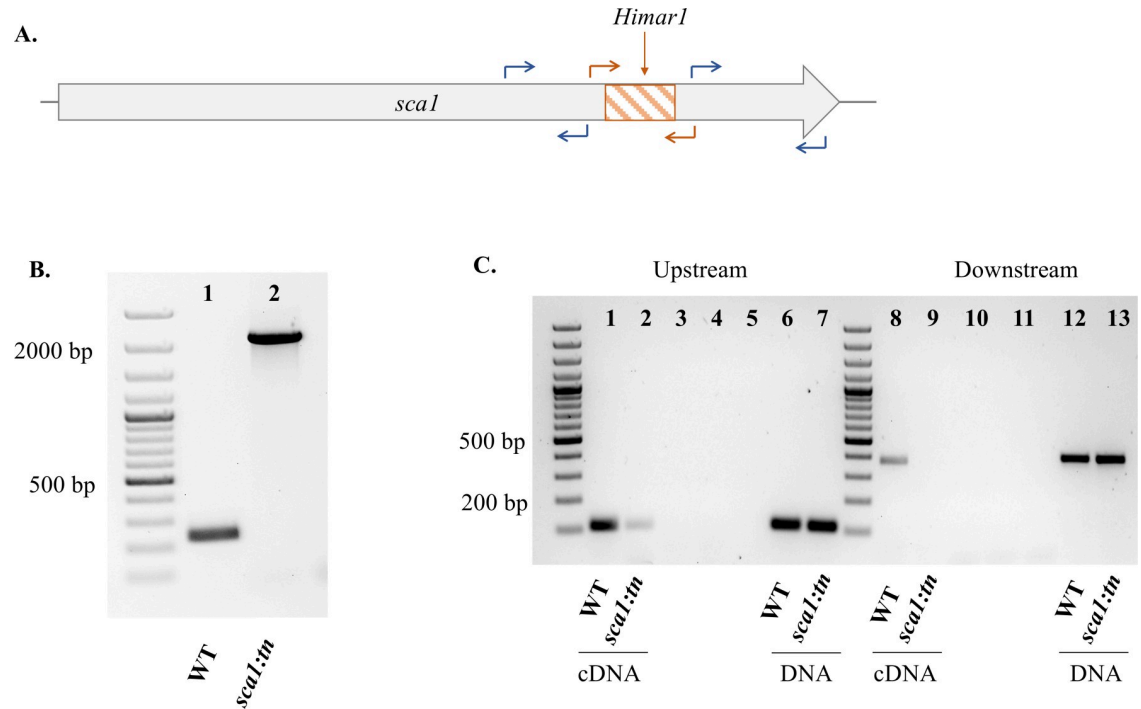 Himar1
A.
sca1
B.
C.
Upstream Downstream
1 2
1 2 3 4 5 6 7 8 9 10 11 12 13
2000 bp
500 bp
500 bp
200 bp
WT sca1:tn
WT sca1:tn WT sca1:tn WT sca1:tn WT sca1:tn
cDNA DNA cDNA DNA